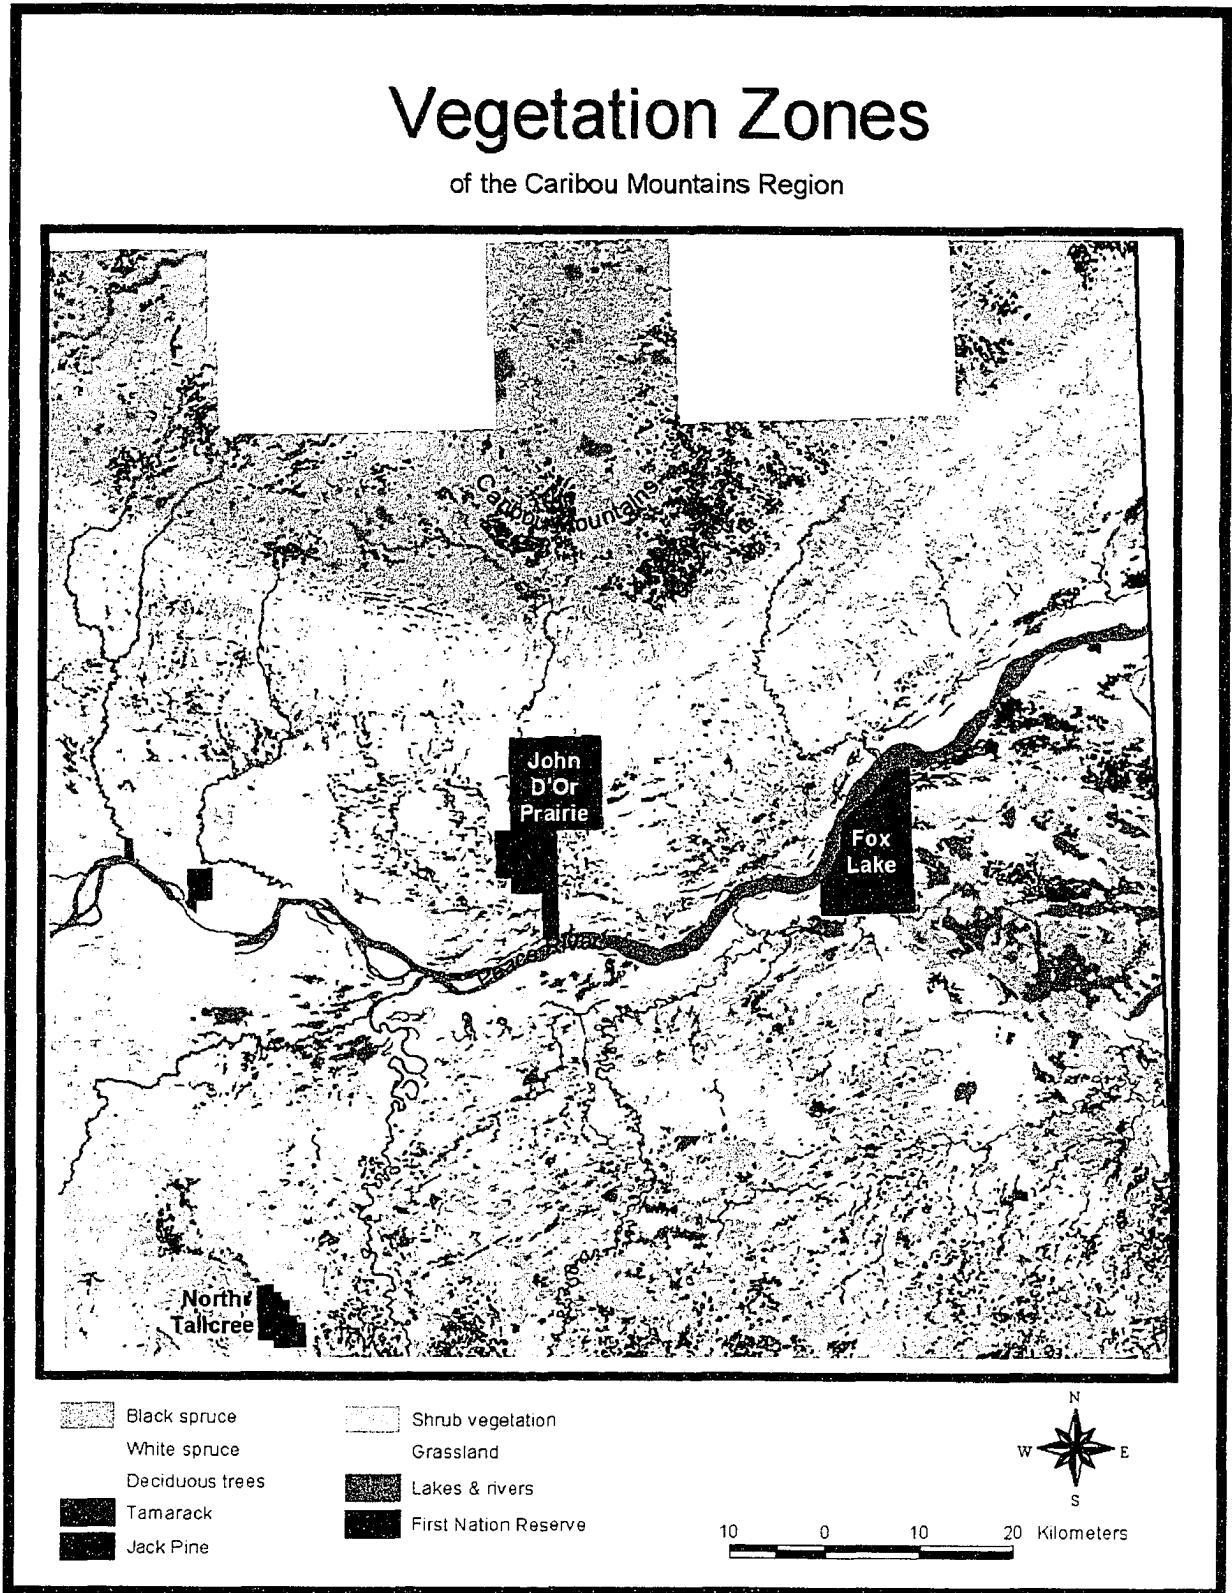 Vegetation Zones
of the Caribou Mountains Region
Caribou Mountains
John
D'Or
Prairie
Fox
Lake
Peace River
North
Tallcree
Black spruce
White spruce
Deciduous trees
Tamarack
Jack Pine
Shrub vegetation
Grassland
Lakes & rivers
First Nation Reserve
N
W E
S
10 0 10 20 Kilometers